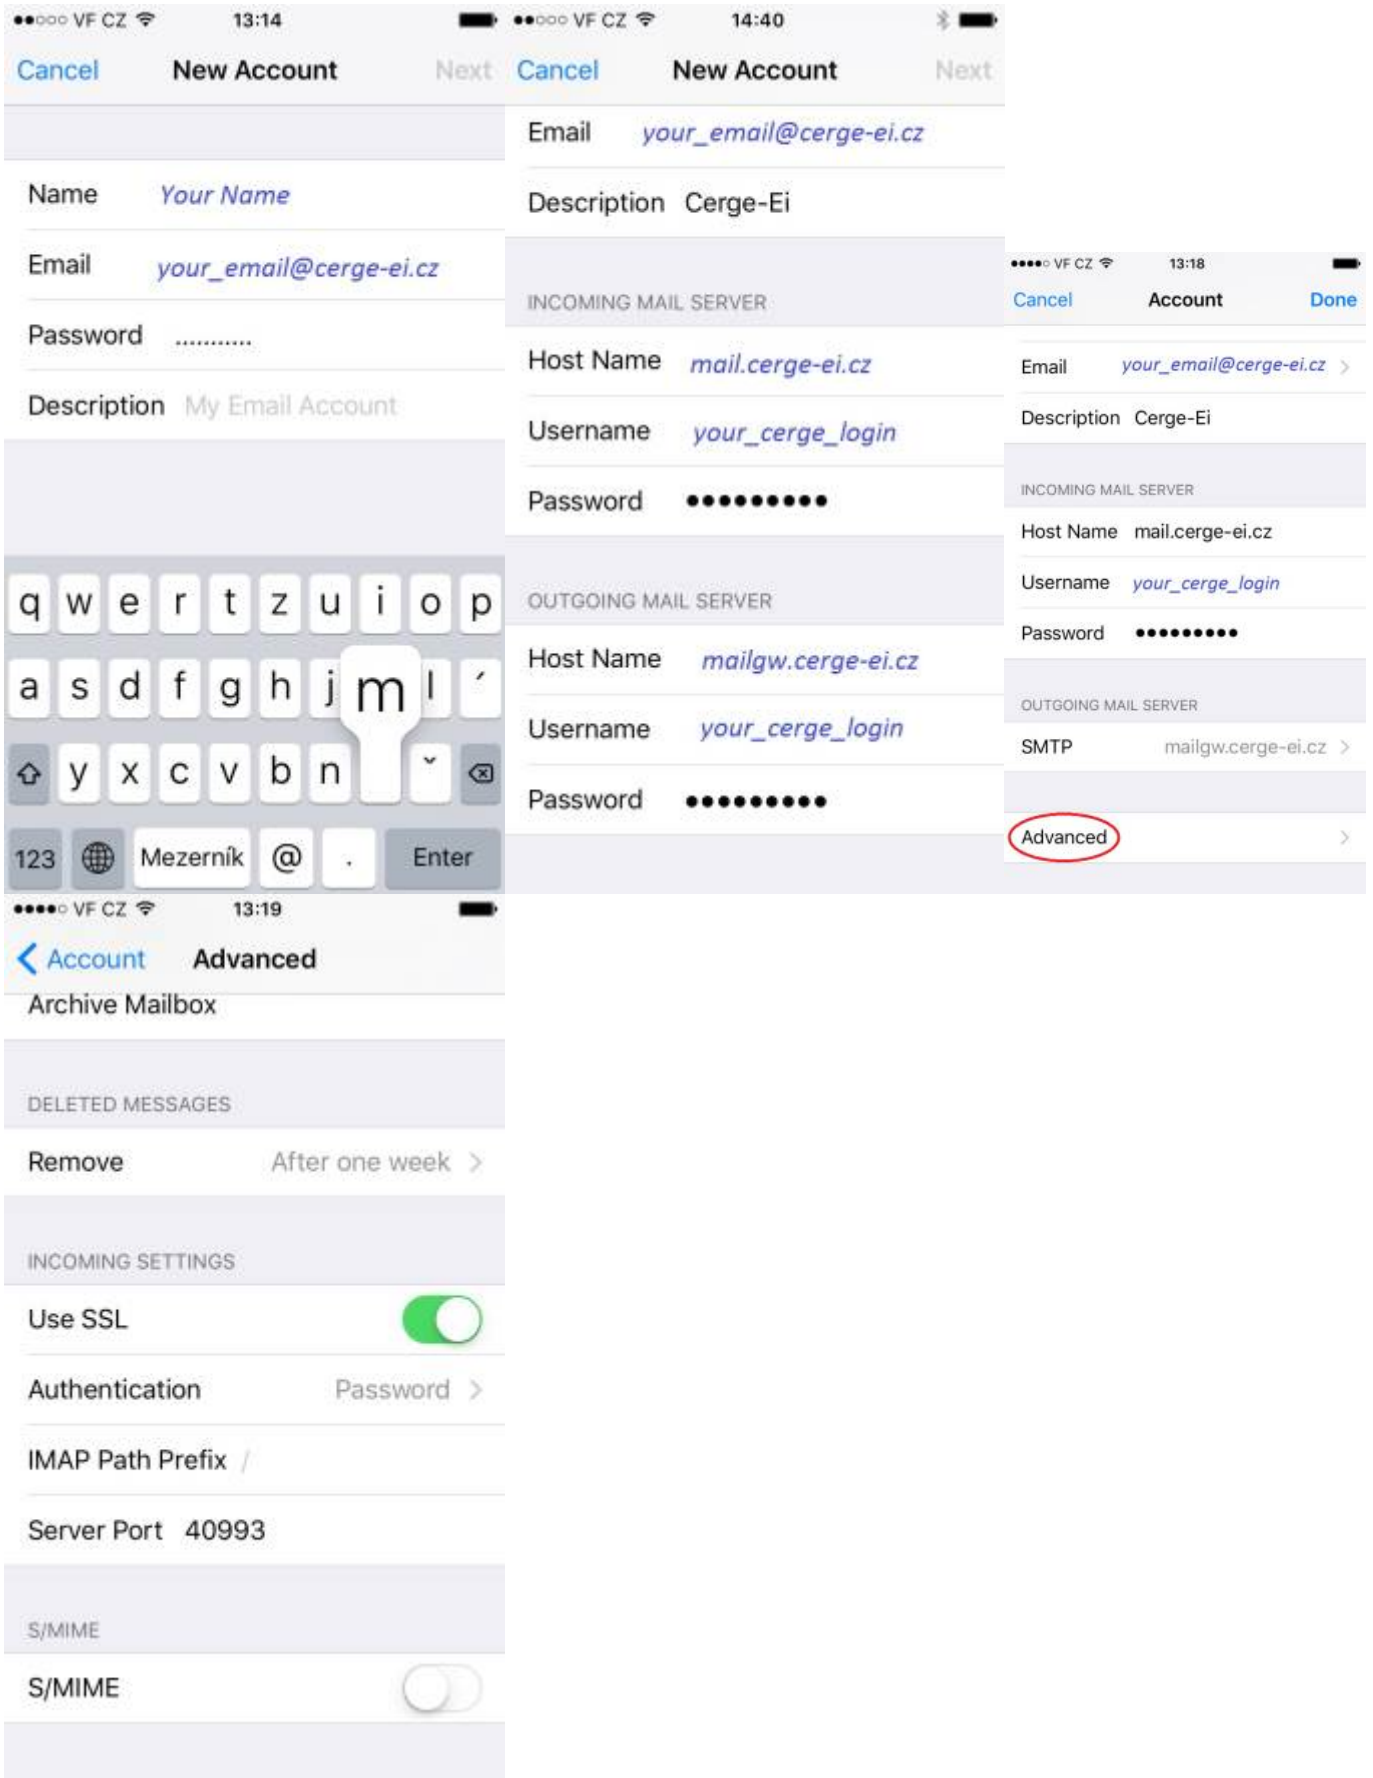 VF CZ 13:14
Cancel New Account Next
Name Your Name
Email your_email@cerge-ei.cz
Password ...........
Description My Email Account
q w e r t z u i o p
a s d f g h j m l ´
y x c v b n ˇ
123 Mezerník @ . Enter
VF CZ 14:40
Cancel New Account Next
Email your_email@cerge-ei.cz
Description Cerge-Ei
INCOMING MAIL SERVER
Host Name mail.cerge-ei.cz
Username your_cerge_login
Password ●●●●●●●●●
OUTGOING MAIL SERVER
Host Name mailgw.cerge-ei.cz
Username your_cerge_login
Password ●●●●●●●●●
VF CZ 13:18
Cancel Account Done
Email your_email@cerge-ei.cz >
Description Cerge-Ei
INCOMING MAIL SERVER
Host Name mail.cerge-ei.cz
Username your_cerge_login
Password ●●●●●●●●●
OUTGOING MAIL SERVER
SMTP mailgw.cerge-ei.cz >
Advanced >
VF CZ 13:19
Account Advanced
Archive Mailbox
DELETED MESSAGES
Remove After one week >
INCOMING SETTINGS
Use SSL
Authentication Password >
IMAP Path Prefix /
Server Port 40993
S/MIME
S/MIME